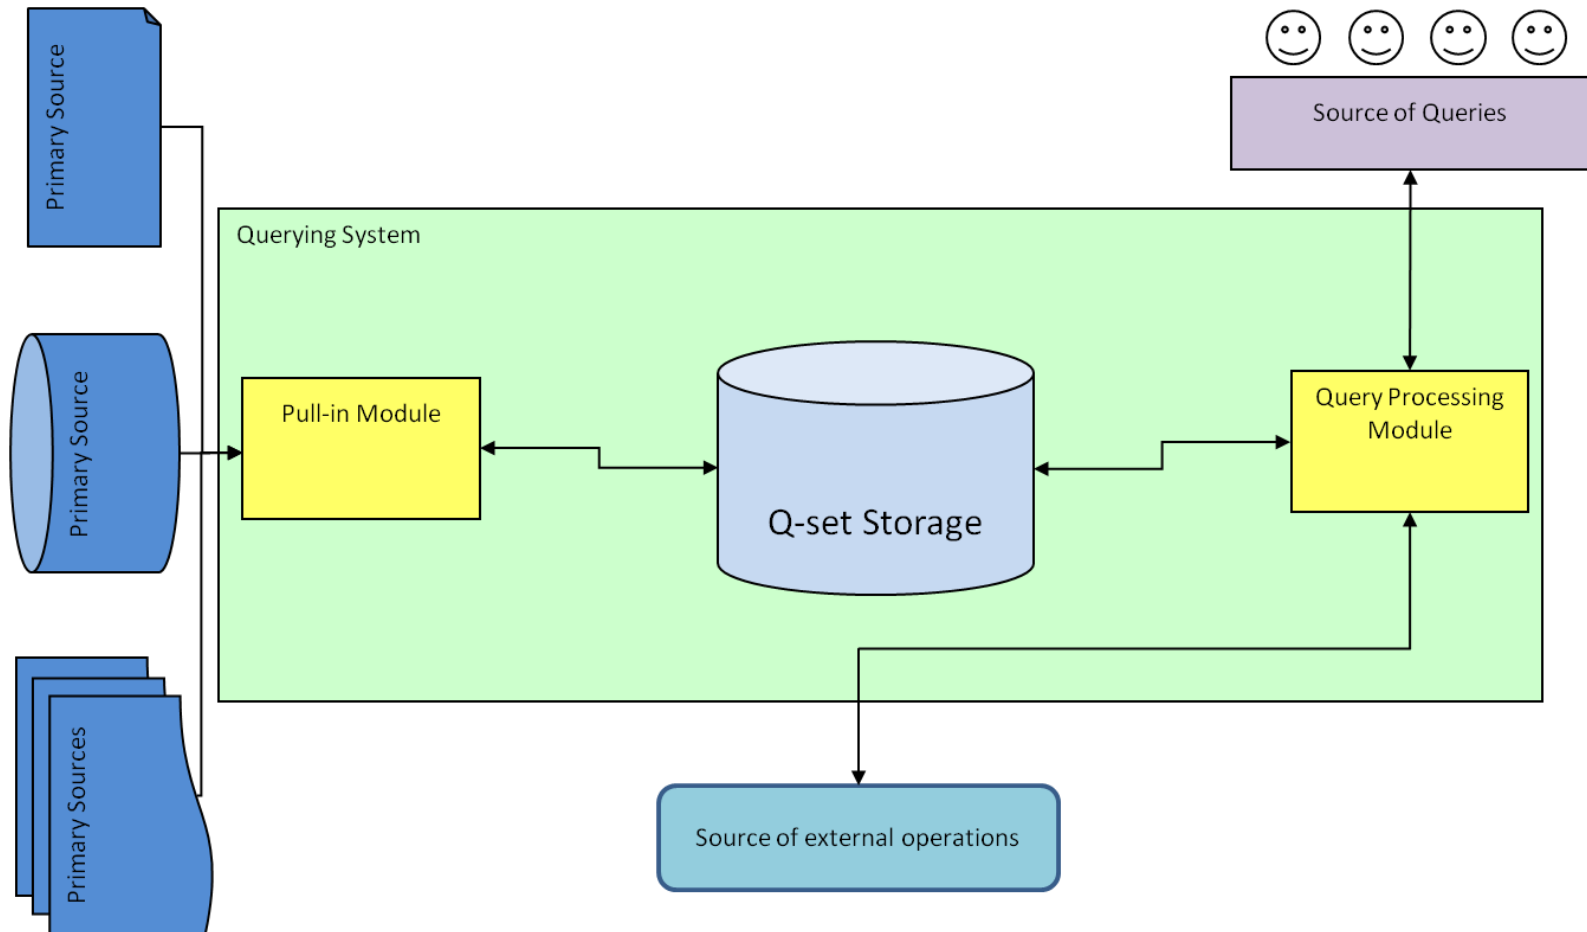 Primary Source
Source of Queries
Querying System
Primary Source
Pull-in Module
Q-set Storage
Query Processing
Module
Primary Sources
Source of external operations